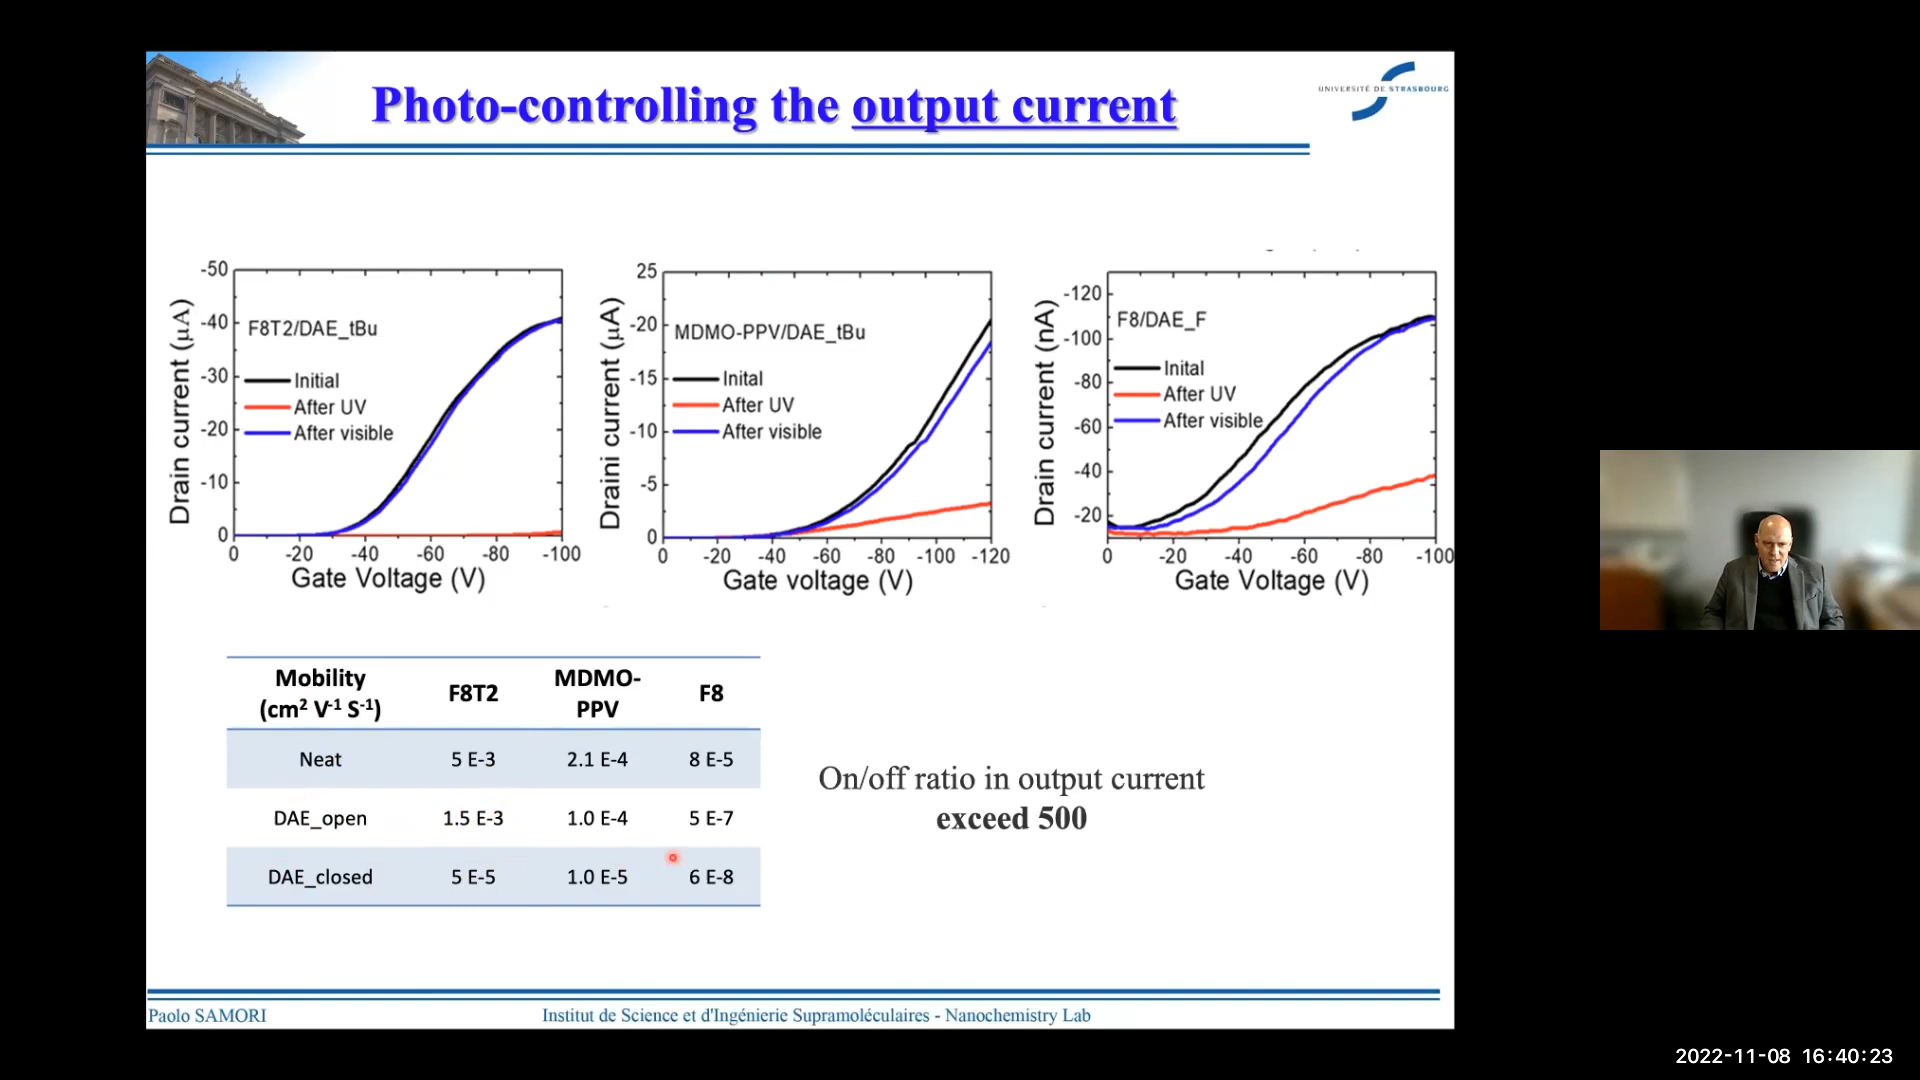 Photo-controlling the output current
UNIVERSITÉ DE STRASBOURG
-50
-40
-30
-20
-10
0
Drain current (µA)
F8T2/DAE_tBu
Initial
After UV
After visible
0 -20 -40 -60 -80 -100
Gate Voltage (V)
25
-20
-15
-10
-5
0
Draini current (µA)
MDMO-PPV/DAE_tBu
Inital
After UV
After visible
0 -20 -40 -60 -80 -100 -120
Gate voltage (V)
-120
-100
-80
-60
-40
-20
Drain current (nA)
F8/DAE_F
Inital
After UV
After visible
0 -20 -40 -60 -80 -100
Gate Voltage (V)
Mobility
(cm² V⁻¹ S⁻¹)
F8T2
MDMO-
PPV
F8
Neat 5 E-3 2.1 E-4 8 E-5
DAE_open 1.5 E-3 1.0 E-4 5 E-7
DAE_closed 5 E-5 1.0 E-5 6 E-8
On/off ratio in output current
exceed 500
Paolo SAMORI
Institut de Science et d'Ingénierie Supramoléculaires - Nanochemistry Lab
2022-11-08 16:40:23